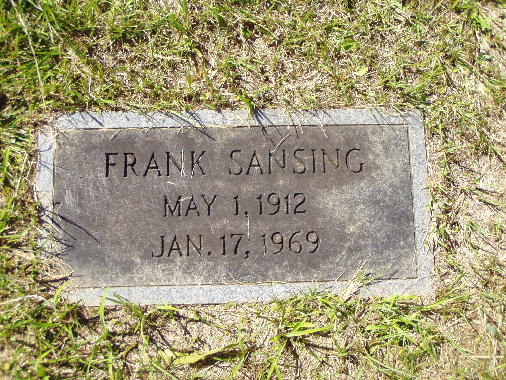 FRANK SANSING
MAY 1, 1912
JAN. 17, 1969